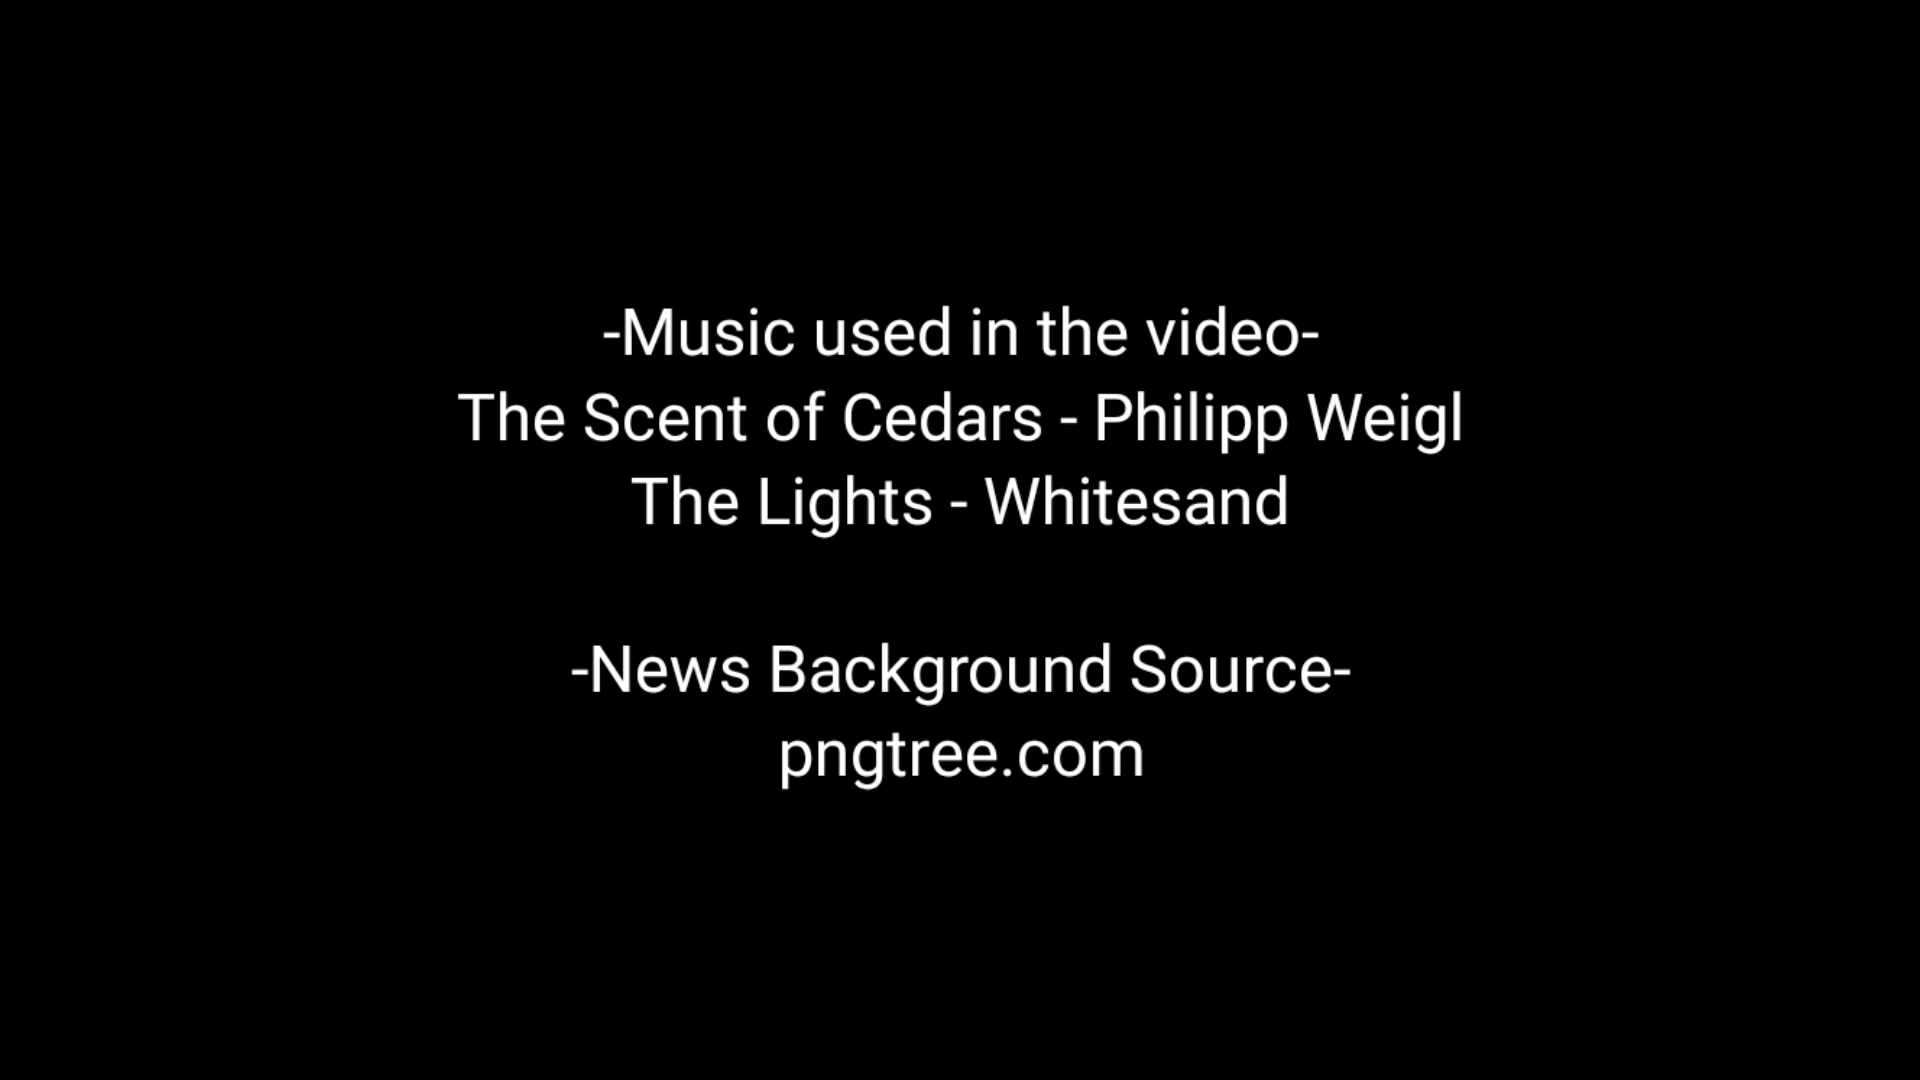 -Music used in the video-
The Scent of Cedars - Philipp Weigl
The Lights - Whitesand
-News Background Source-
pngtree.com